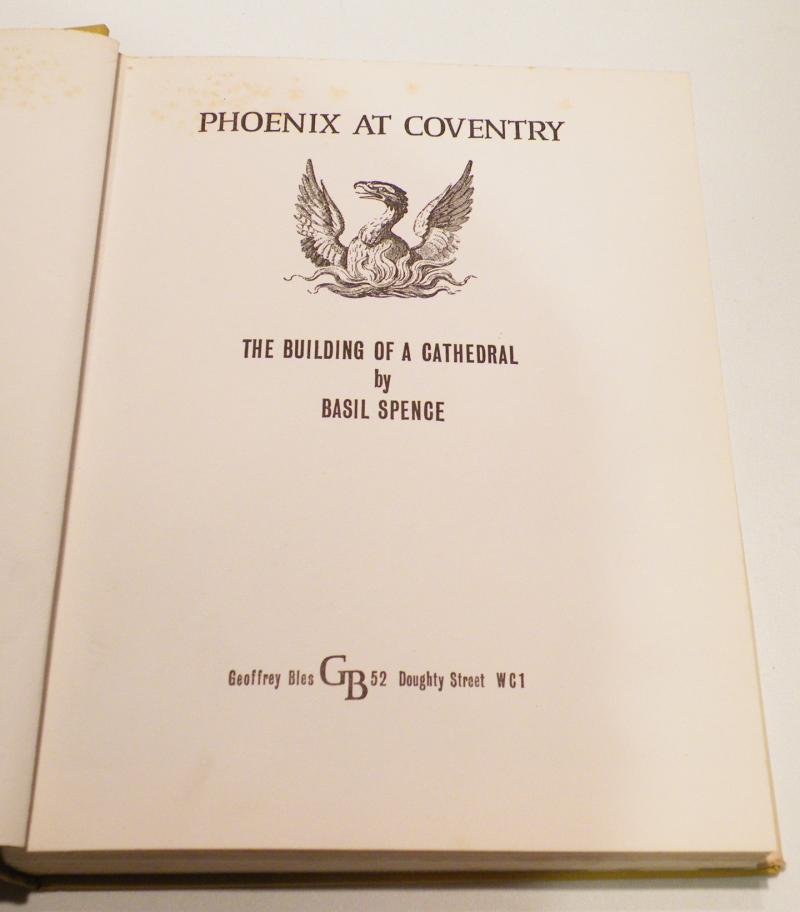 PHOENIX AT COVENTRY
THE BUILDING OF A CATHEDRAL
by
BASIL SPENCE
Geoffrey Bles GB 52 Doughty Street WC1